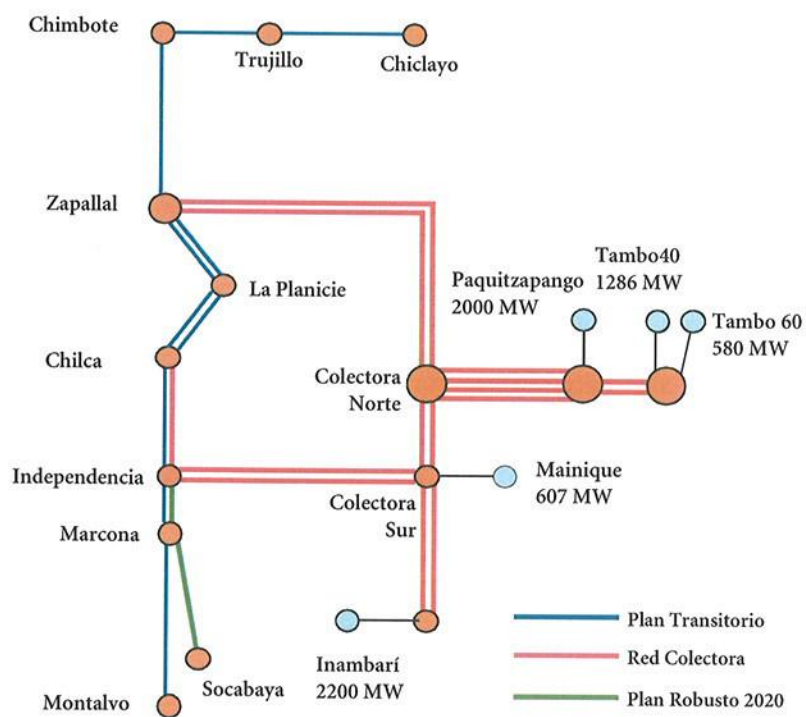 Chimbote
Trujillo
Chiclayo
Zapallal
La Planicie
Paquitzapango
2000 MW
Tambo40
1286 MW
Tambo 60
580 MW
Chilca
Colectora
Norte
Independencia
Colectora
Sur
Mainique
607 MW
Marcona
Inambarí
2200 MW
Socabaya
Montalvo
Plan Transitorio
Red Colectora
Plan Robusto 2020